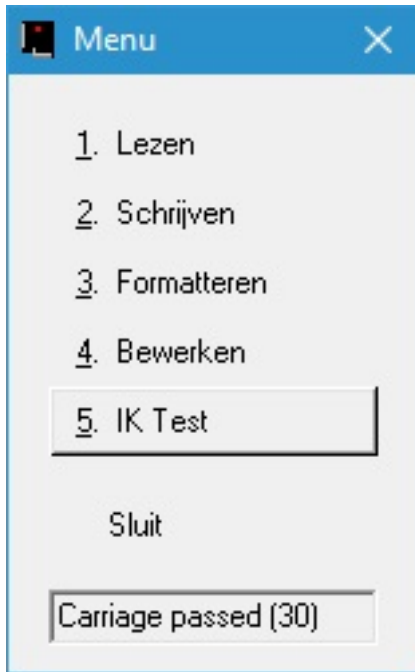 Menu
1. Lezen
2. Schrijven
3. Formatteren
4. Bewerken
5. IK Test
Sluit
Carriage passed (30)